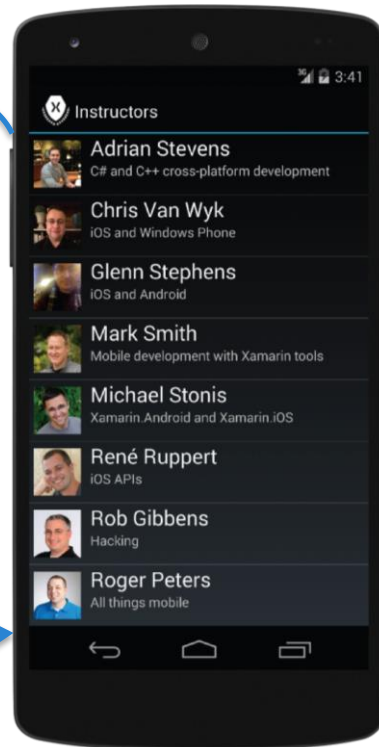 3G 3:41
X Instructors
Adrian Stevens
C# and C++ cross-platform development
Chris Van Wyk
iOS and Windows Phone
Glenn Stephens
iOS and Android
Mark Smith
Mobile development with Xamarin tools
Michael Stonis
Xamarin.Android and Xamarin.iOS
René Ruppert
iOS APIs
Rob Gibbens
Hacking
Roger Peters
All things mobile